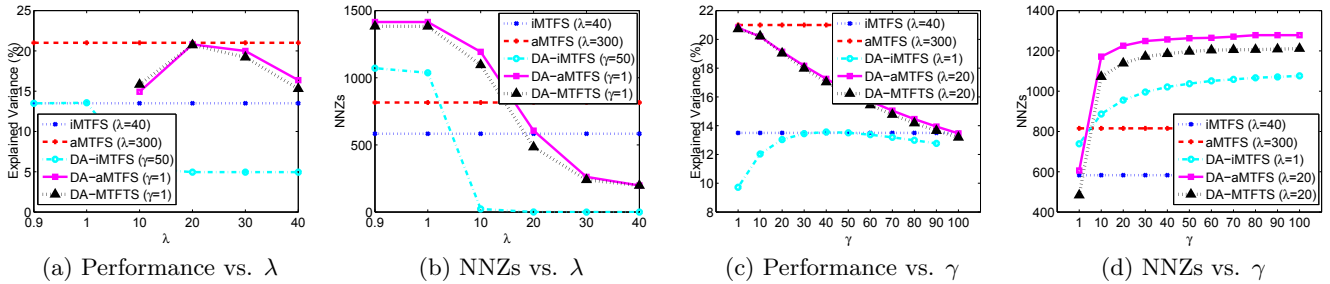 25
20
15
10
5
0
Explained Variance (%)
0.9
1
10
20
30
40
λ
iMTFS (λ=40)
aMTFS (λ=300)
DA−iMTFS (γ=50)
DA−aMTFS (γ=1)
DA−MTFTS (γ=1)
(a) Performance vs. λ
1500
1000
500
0
NNZs
0.9
1
10
20
30
40
λ
iMTFS (λ=40)
aMTFS (λ=300)
DA−iMTFS (γ=50)
DA−aMTFS (γ=1)
DA−MTFTS (γ=1)
(b) NNZs vs. λ
22
20
18
16
14
12
10
8
Explained Variance (%)
1
10
20
30
40
50
60
70
80
90
100
γ
iMTFS (λ=40)
aMTFS (λ=300)
DA−iMTFS (λ=1)
DA−aMTFS (λ=20)
DA−MTFTS (λ=20)
(c) Performance vs. γ
1400
1200
1000
800
600
400
NNZs
1
10
20
30
40
50
60
70
80
90
100
γ
iMTFS (λ=40)
aMTFS (λ=300)
DA−iMTFS (λ=1)
DA−aMTFS (λ=20)
DA−MTFTS (λ=20)
(d) NNZs vs. γ